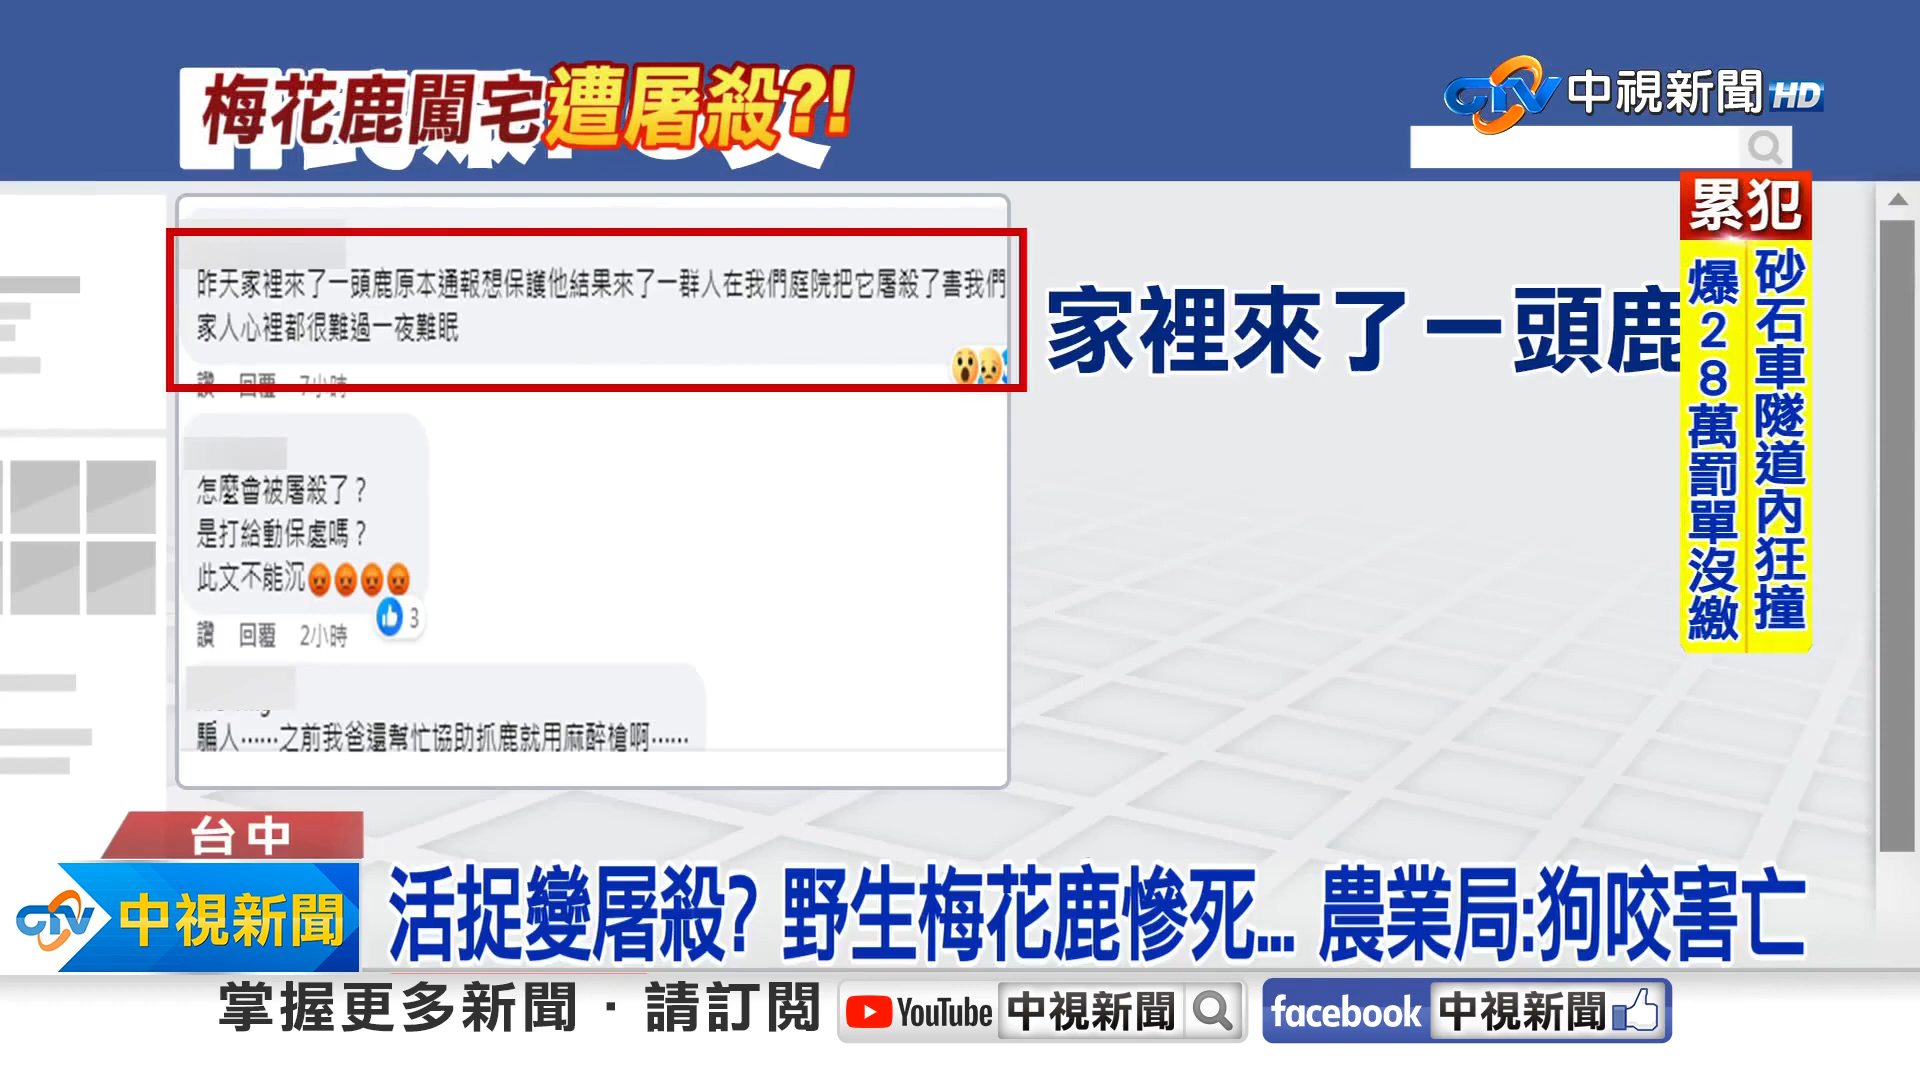 梅花鹿闖宅遭屠殺?!
CTV 中視新聞 HD
累犯
砂石車隧道內狂撞
爆28萬罰單沒繳
昨天家裡來了一頭鹿原本通報想保護他結果來了一群人在我們庭院把它屠殺了害我們
家人心裡都很難過一夜難眠
讚 回覆 7小時
家裡來了一頭鹿
怎麼會被屠殺了？
是打給動保處嗎？
此文不能沉😡😡😡😡
3
讚 回覆 2小時
騙人⋯⋯之前我爸還幫忙協助抓鹿就用麻醉槍啊⋯⋯
台中
CTV 中視新聞
活捉變屠殺? 野生梅花鹿慘死... 農業局:狗咬害亡
掌握更多新聞·請訂閱 YouTube 中視新聞 facebook 中視新聞